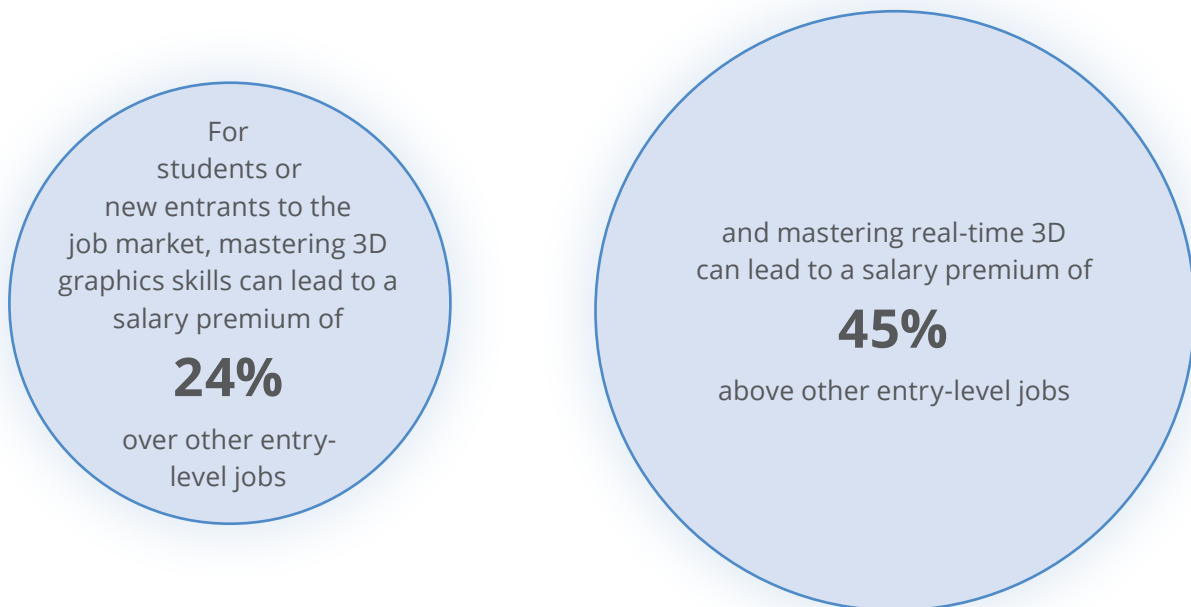 For
students or
new entrants to the
job market, mastering 3D
graphics skills can lead to a
salary premium of
24%
over other entry-
level jobs
and mastering real-time 3D
can lead to a salary premium of
45%
above other entry-level jobs